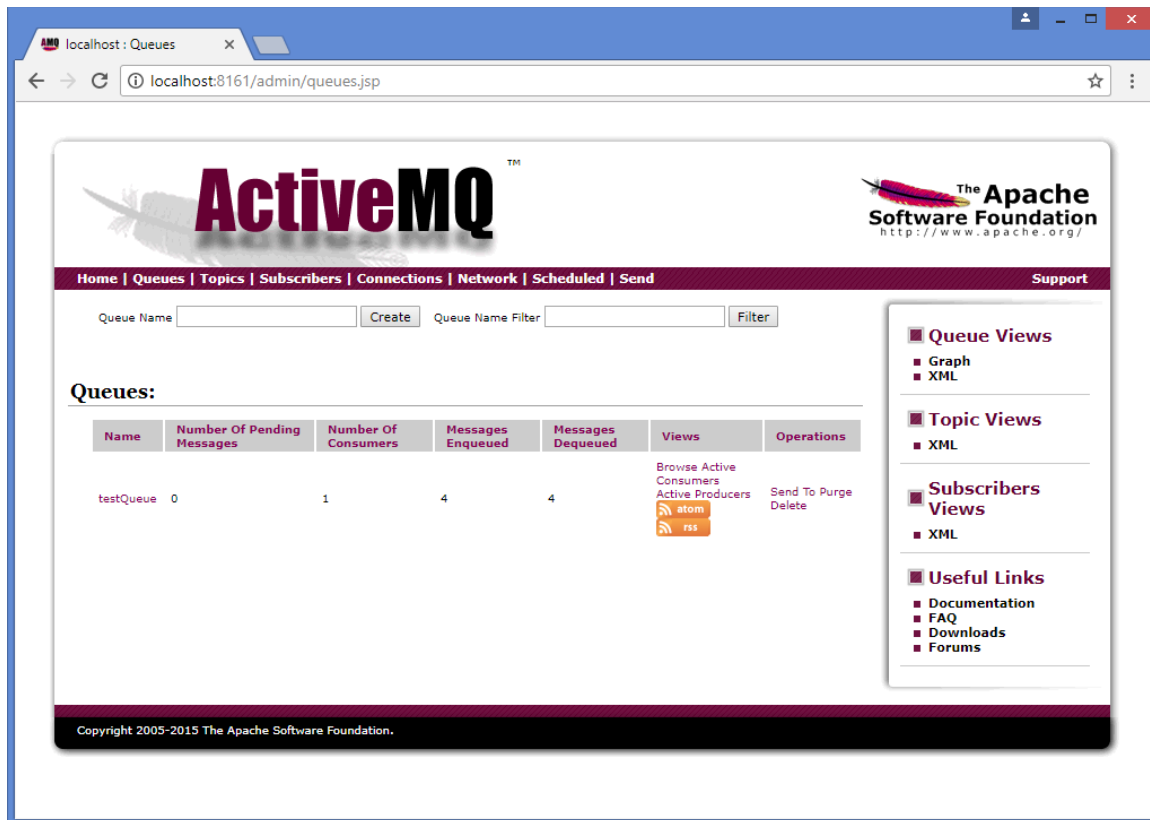 AMQ localhost : Queues
localhost:8161/admin/queues.jsp
ActiveMQ ™
The Apache
Software Foundation
http://www.apache.org/
Home | Queues | Topics | Subscribers | Connections | Network | Scheduled | Send
Support
Queue Name Create Queue Name Filter Filter
Queues:
Name Number Of Pending Messages Number Of Consumers Messages Enqueued Messages Dequeued Views Operations
testQueue 0 1 4 4
Browse Active
Consumers
Active Producers
atom
rss
Send To Purge
Delete
Queue Views
Graph
XML
Topic Views
XML
Subscribers
Views
XML
Useful Links
Documentation
FAQ
Downloads
Forums
Copyright 2005-2015 The Apache Software Foundation.